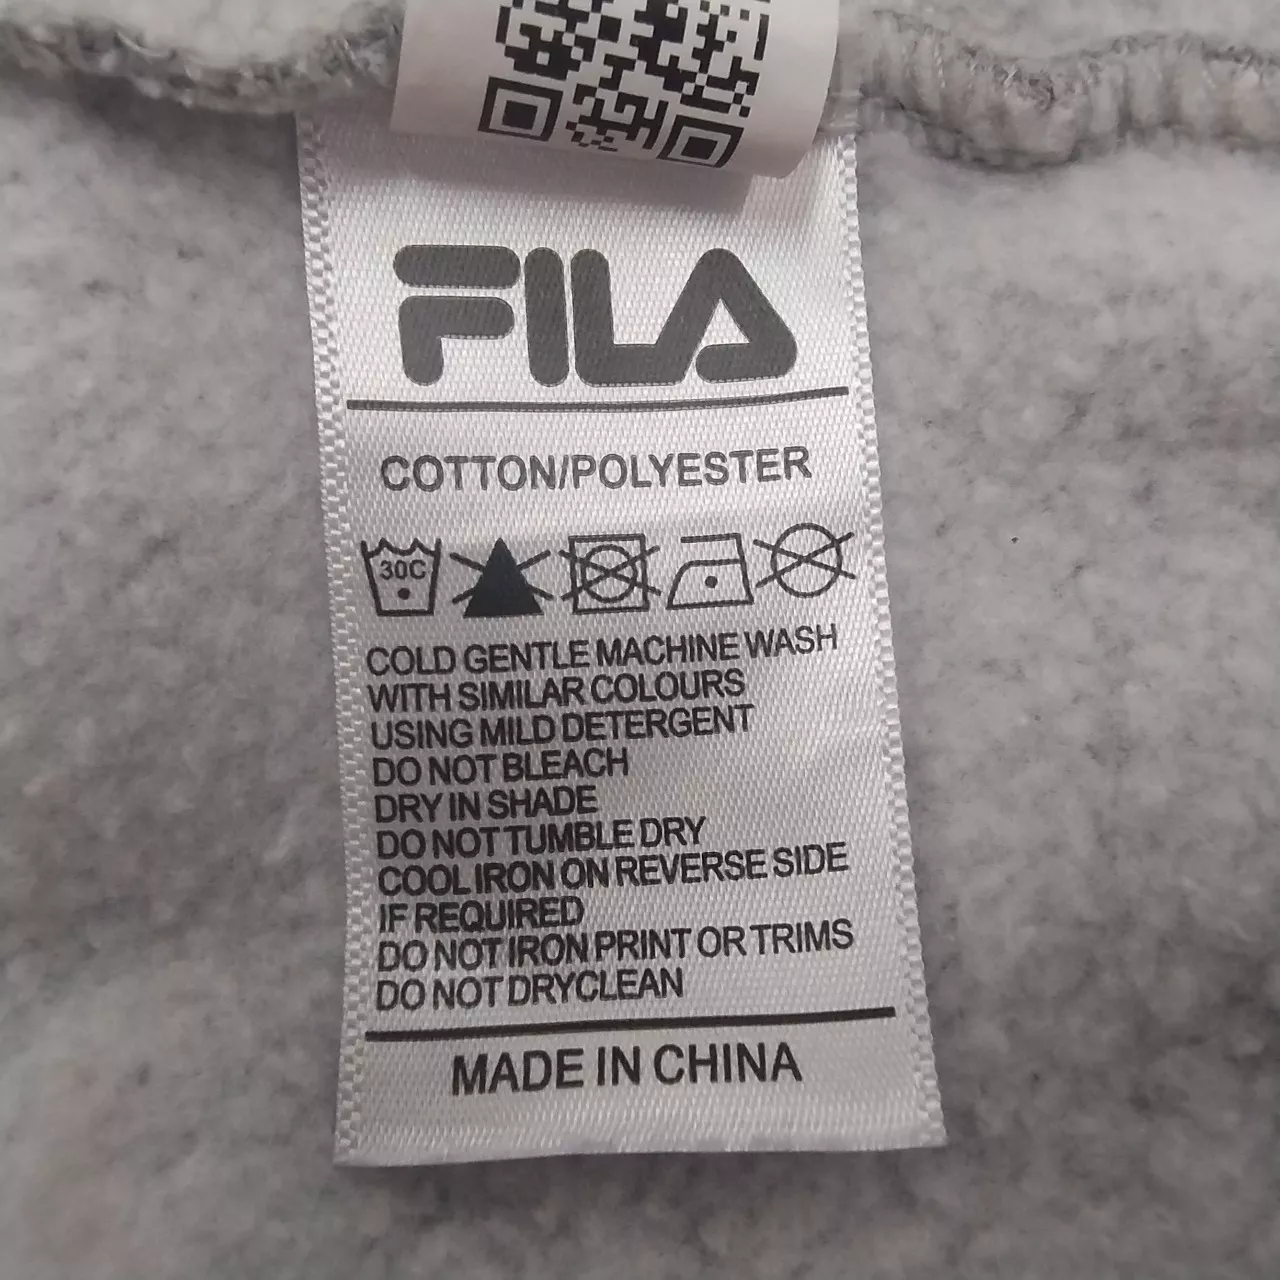 FILA
COTTON/POLYESTER
30C
COLD GENTLE MACHINE WASH
WITH SIMILAR COLOURS
USING MILD DETERGENT
DO NOT BLEACH
DRY IN SHADE
DO NOT TUMBLE DRY
COOL IRON ON REVERSE SIDE
IF REQUIRED
DO NOT IRON PRINT OR TRIMS
DO NOT DRYCLEAN
MADE IN CHINA